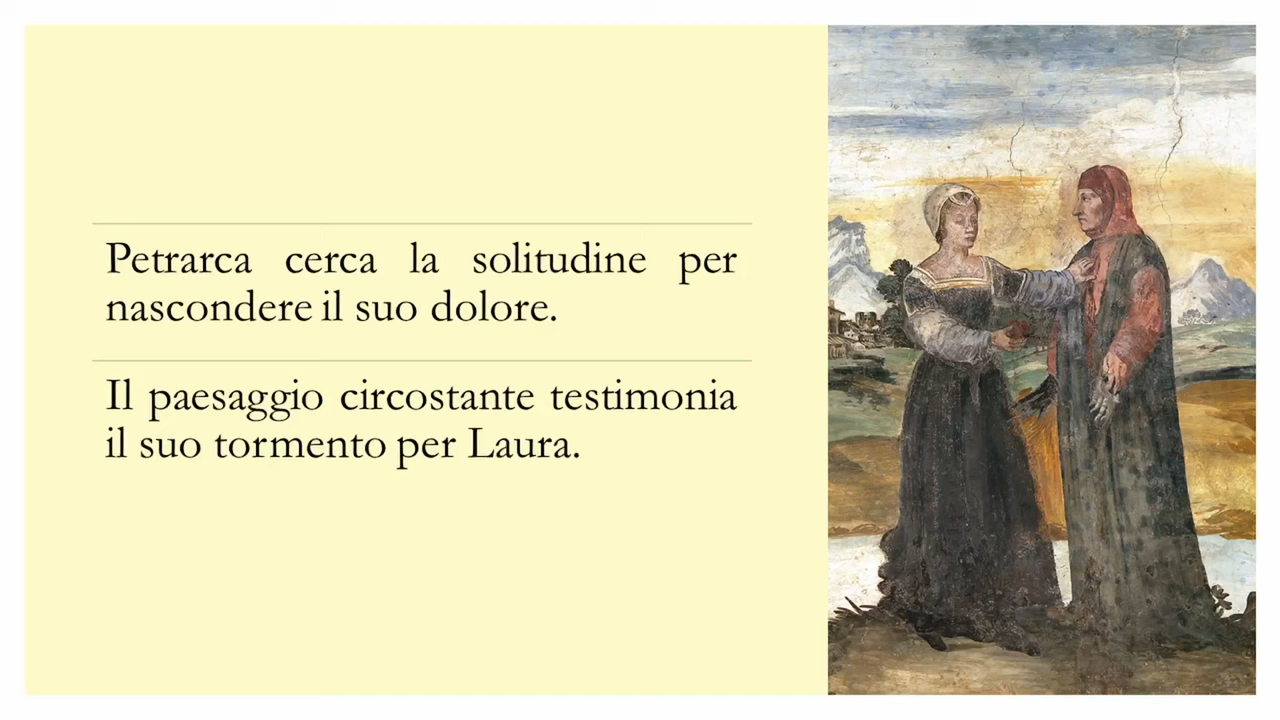 Petrarca cerca la solitudine per
nascondere il suo dolore.
Il paesaggio circostante testimonia
il suo tormento per Laura.